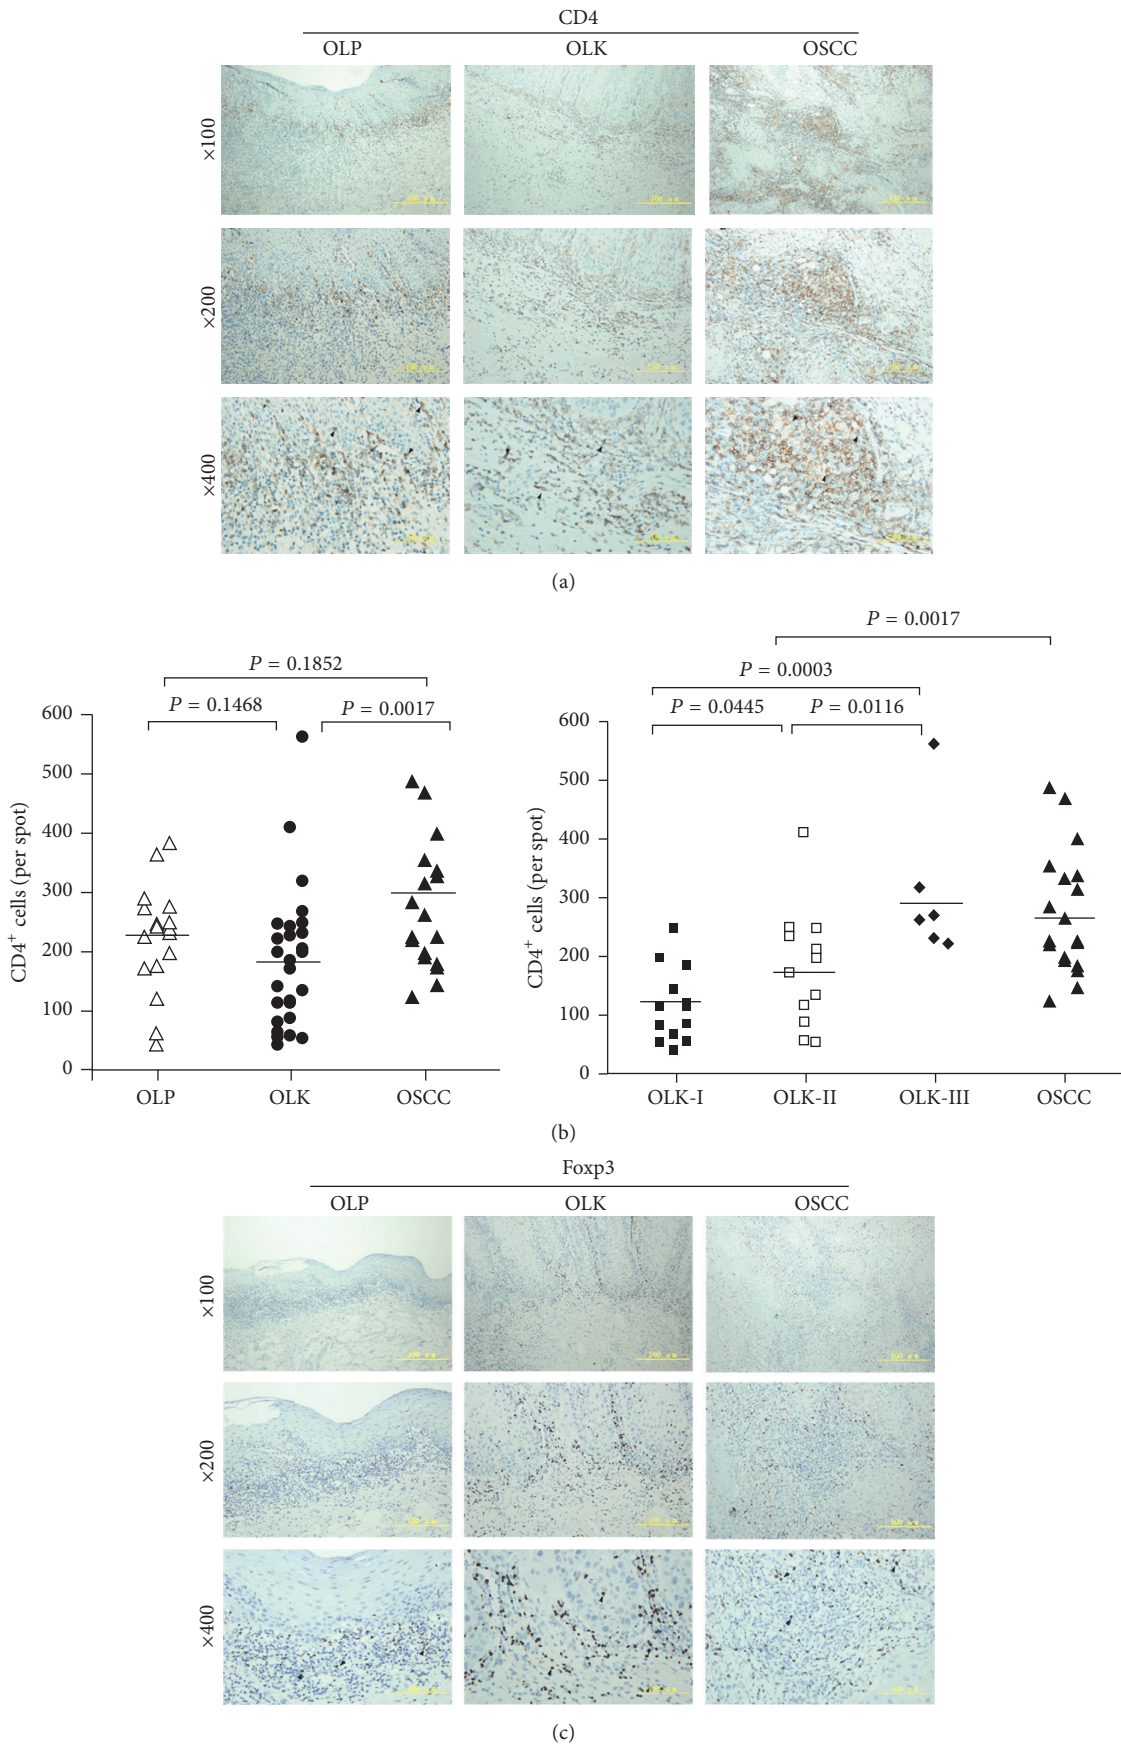 CD4
OLP OLK OSCC
×100
×200
×400
(a)
P = 0.0017
P = 0.1852
P = 0.0003
P = 0.1468
P = 0.0017
P = 0.0445
P = 0.0116
CD4+ cells (per spot)
600
500
400
300
200
100
0
OLP OLK OSCC
CD4+ cells (per spot)
600
500
400
300
200
100
0
OLK-I OLK-II OLK-III OSCC
(b)
Foxp3
OLP OLK OSCC
×100
×200
×400
(c)